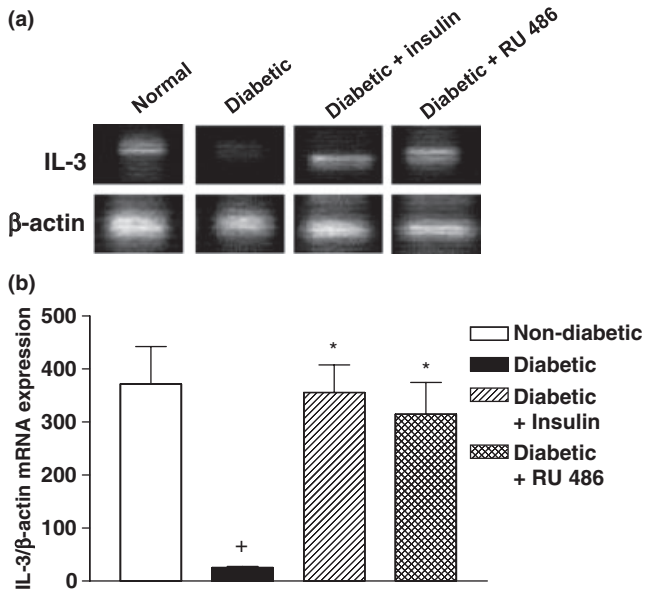 (a)
Normal
Diabetic
Diabetic + insulin
Diabetic + RU 486
IL-3
β-actin
(b)
IL-3/β-actin mRNA expression
500
400
300
200
100
0
+
*
*
Non-diabetic
Diabetic
Diabetic
+ Insulin
Diabetic
+ RU 486